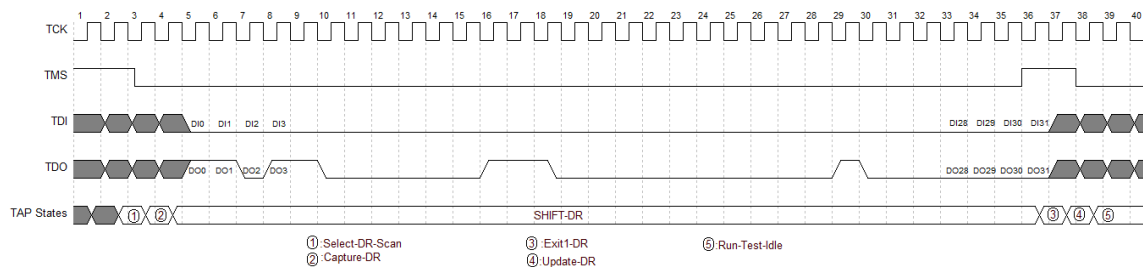 1 2 3 4 5 6 7 8 9 10 11 12 13 14 15 16 17 18 19 20 21 22 23 24 25 26 27 28 29 30 31 32 33 34 35 36 37 38 39 40
TCK
TMS
TDI DI0 DI1 DI2 DI3 DI28 DI29 DI30 DI31
TDO DO0 DO1 DO2 DO3 DO28 DO29 DO30 DO31
TAP States 1 2 SHIFT-DR 3 4 5
1:Select-DR-Scan 3:Exit1-DR 5:Run-Test-Idle
2:Capture-DR 4:Update-DR